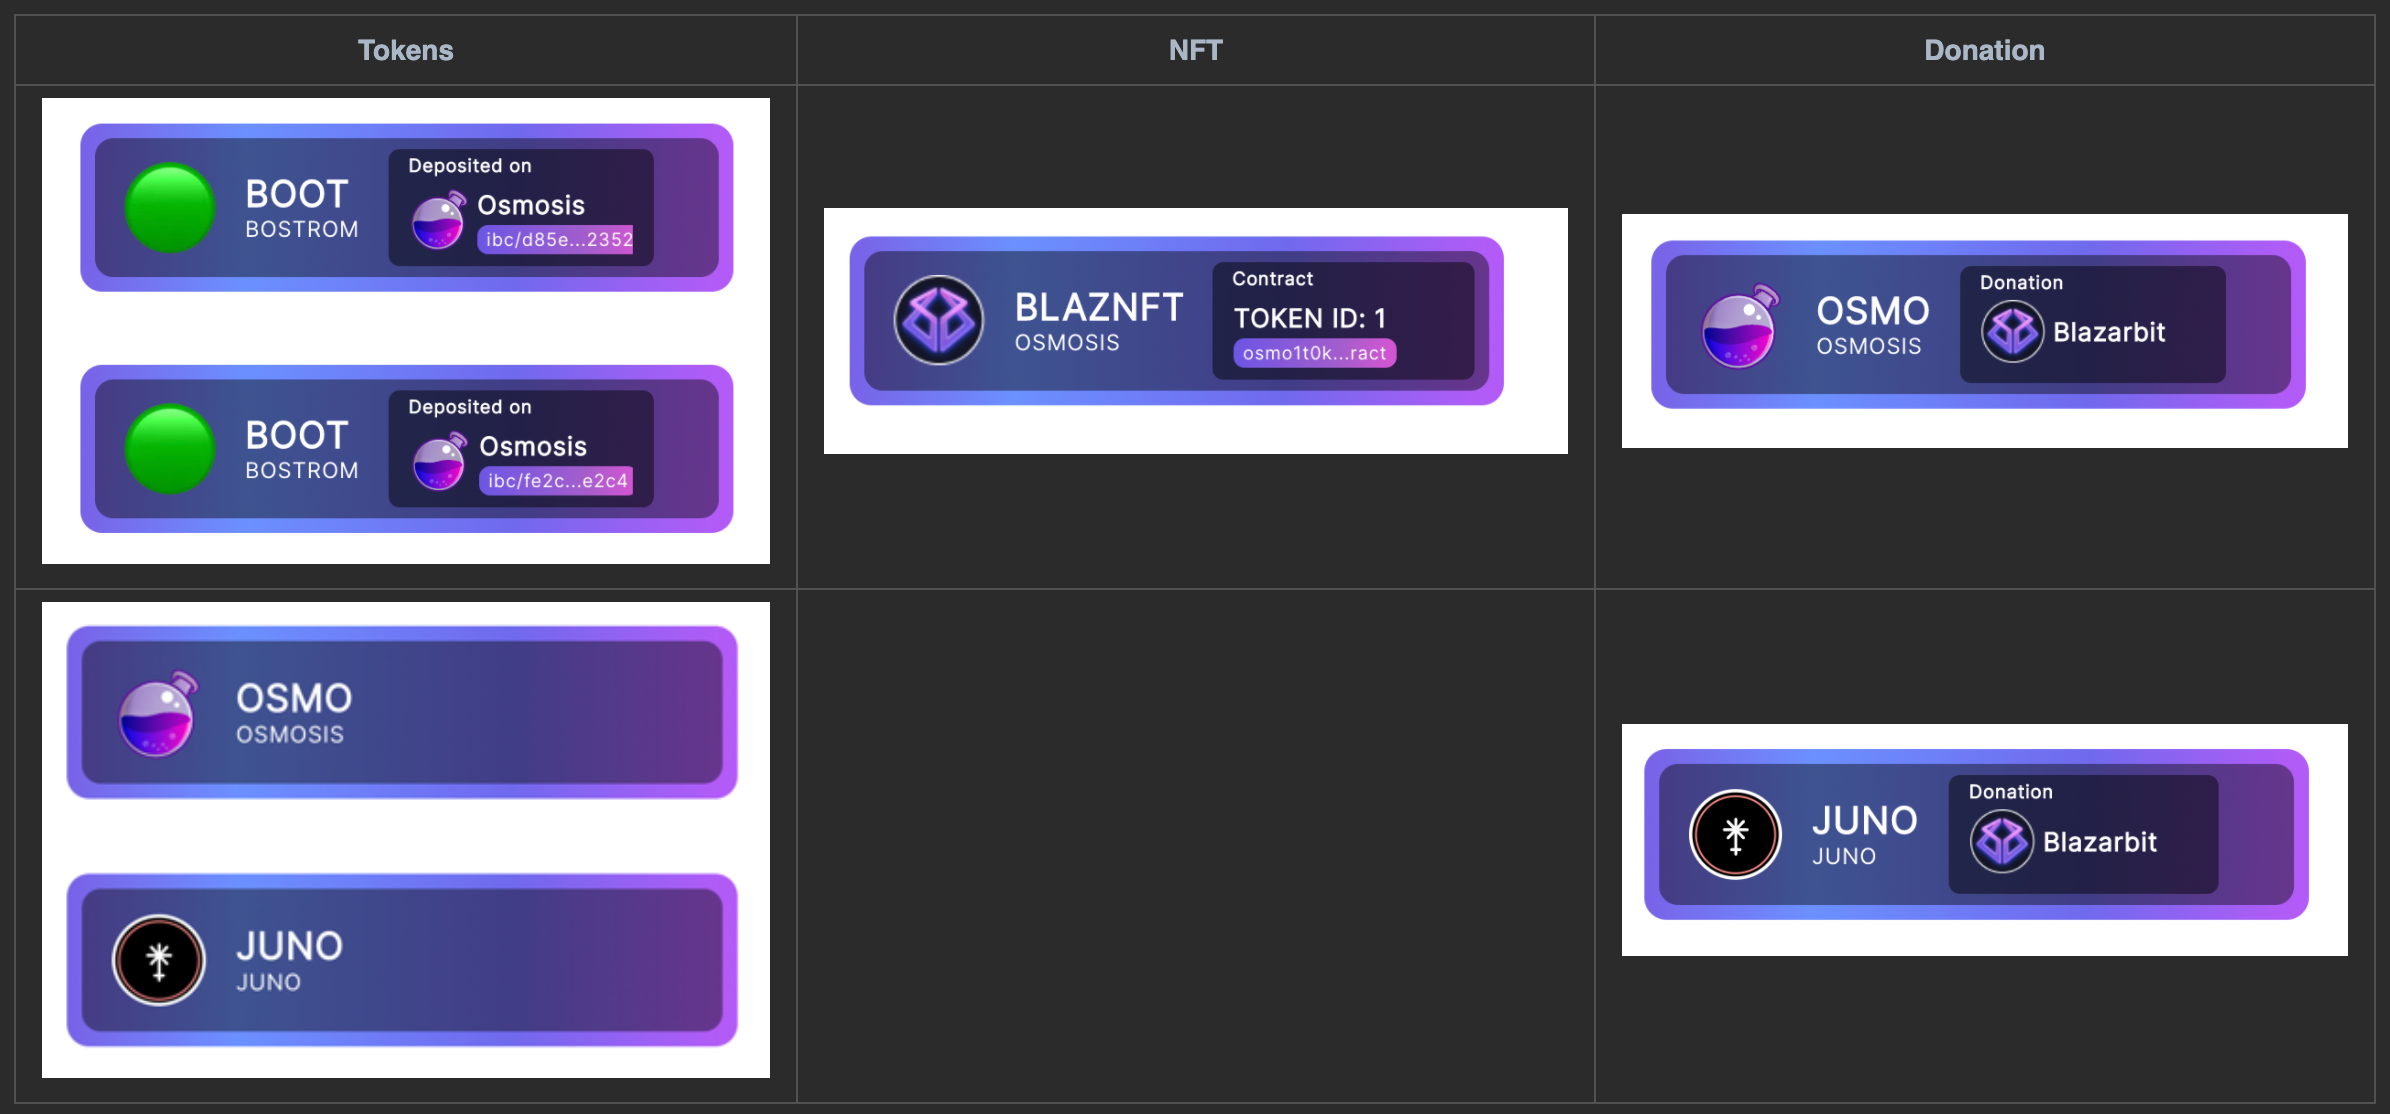 Tokens
NFT
Donation
BOOT
BOSTROM
Deposited on
Osmosis
ibc/d85e...2352
BOOT
BOSTROM
Deposited on
Osmosis
ibc/fe2c...e2c4
BLAZNFT
OSMOSIS
Contract
TOKEN ID: 1
osmo1t0k...ract
OSMO
OSMOSIS
Donation
Blazarbit
OSMO
OSMOSIS
JUNO
JUNO
JUNO
JUNO
Donation
Blazarbit